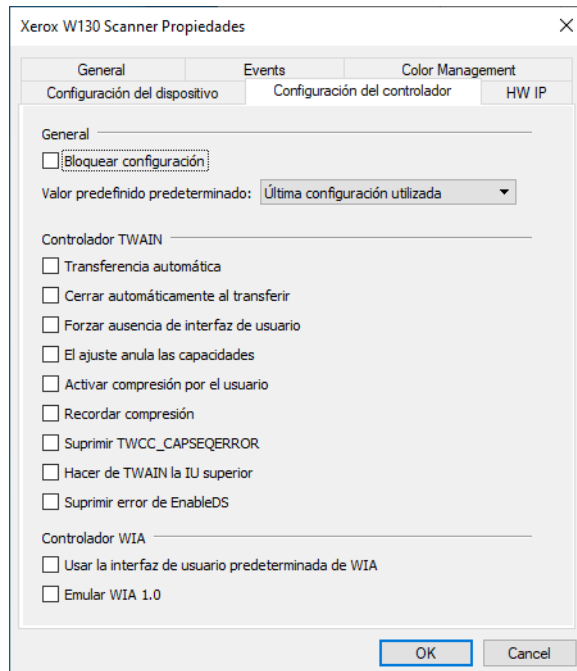 Xerox W130 Scanner Propiedades
General
Events
Color Management
Configuración del dispositivo
Configuración del controlador
HW IP
General
Bloquear configuración
Valor predefinido predeterminado:
Última configuración utilizada
Controlador TWAIN
Transferencia automática
Cerrar automáticamente al transferir
Forzar ausencia de interfaz de usuario
El ajuste anula las capacidades
Activar compresión por el usuario
Recordar compresión
Suprimir TWCC_CAPSEQERROR
Hacer de TWAIN la IU superior
Suprimir error de EnableDS
Controlador WIA
Usar la interfaz de usuario predeterminada de WIA
Emular WIA 1.0
OK
Cancel